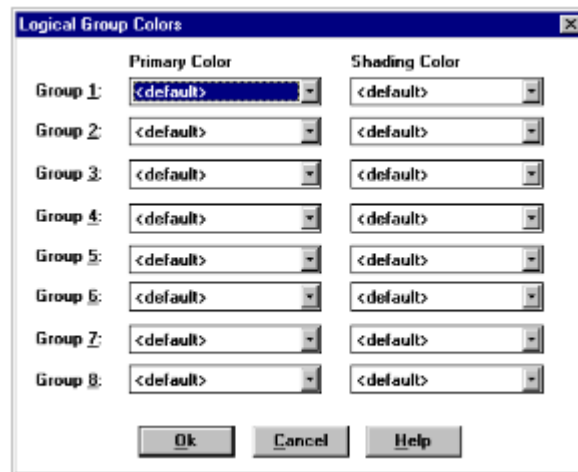 Logical Group Colors
Primary Color Shading Color
Group 1: <default> <default>
Group 2: <default> <default>
Group 3: <default> <default>
Group 4: <default> <default>
Group 5: <default> <default>
Group 6: <default> <default>
Group 7: <default> <default>
Group 8: <default> <default>
Ok Cancel Help